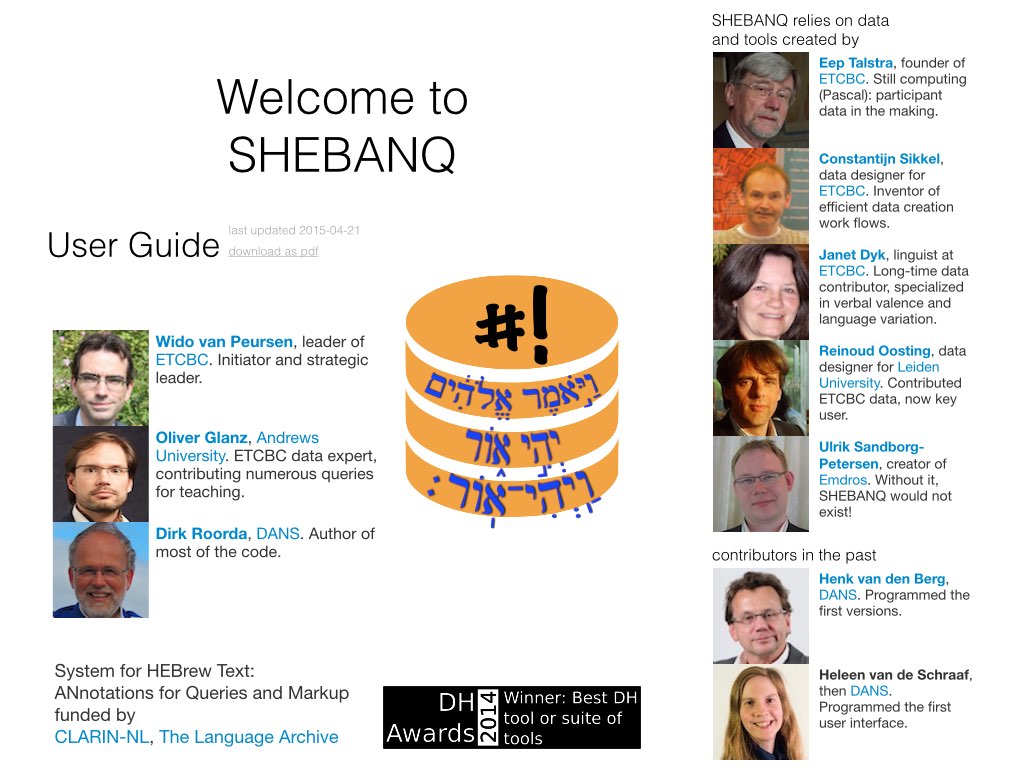 Welcome to
SHEBANQ
User Guide
last updated 2015-04-21
download as pdf
Wido van Peursen, leader of
ETCBC. Initiator and strategic
leader.
Oliver Glanz, Andrews
University. ETCBC data expert,
contributing numerous queries
for teaching.
Dirk Roorda, DANS. Author of
most of the code.
#!
וַיֹּאמֶר אֱלֹהִים
יְהִי אֹור
וַיְהִי־אֹור׃
System for HEBrew Text:
ANnotations for Queries and Markup
funded by
CLARIN-NL, The Language Archive
DH
Awards
2014
Winner: Best DH
tool or suite of
tools
SHEBANQ relies on data
and tools created by
Eep Talstra, founder of
ETCBC. Still computing
(Pascal): participant
data in the making.
Constantijn Sikkel,
data designer for
ETCBC. Inventor of
efficient data creation
work flows.
Janet Dyk, linguist at
ETCBC. Long-time data
contributor, specialized
in verbal valence and
language variation.
Reinoud Oosting, data
designer for Leiden
University. Contributed
ETCBC data, now key
user.
Ulrik Sandborg-
Petersen, creator of
Emdros. Without it,
SHEBANQ would not
exist!
contributors in the past
Henk van den Berg,
DANS. Programmed the
first versions.
Heleen van de Schraaf,
then DANS.
Programmed the first
user interface.